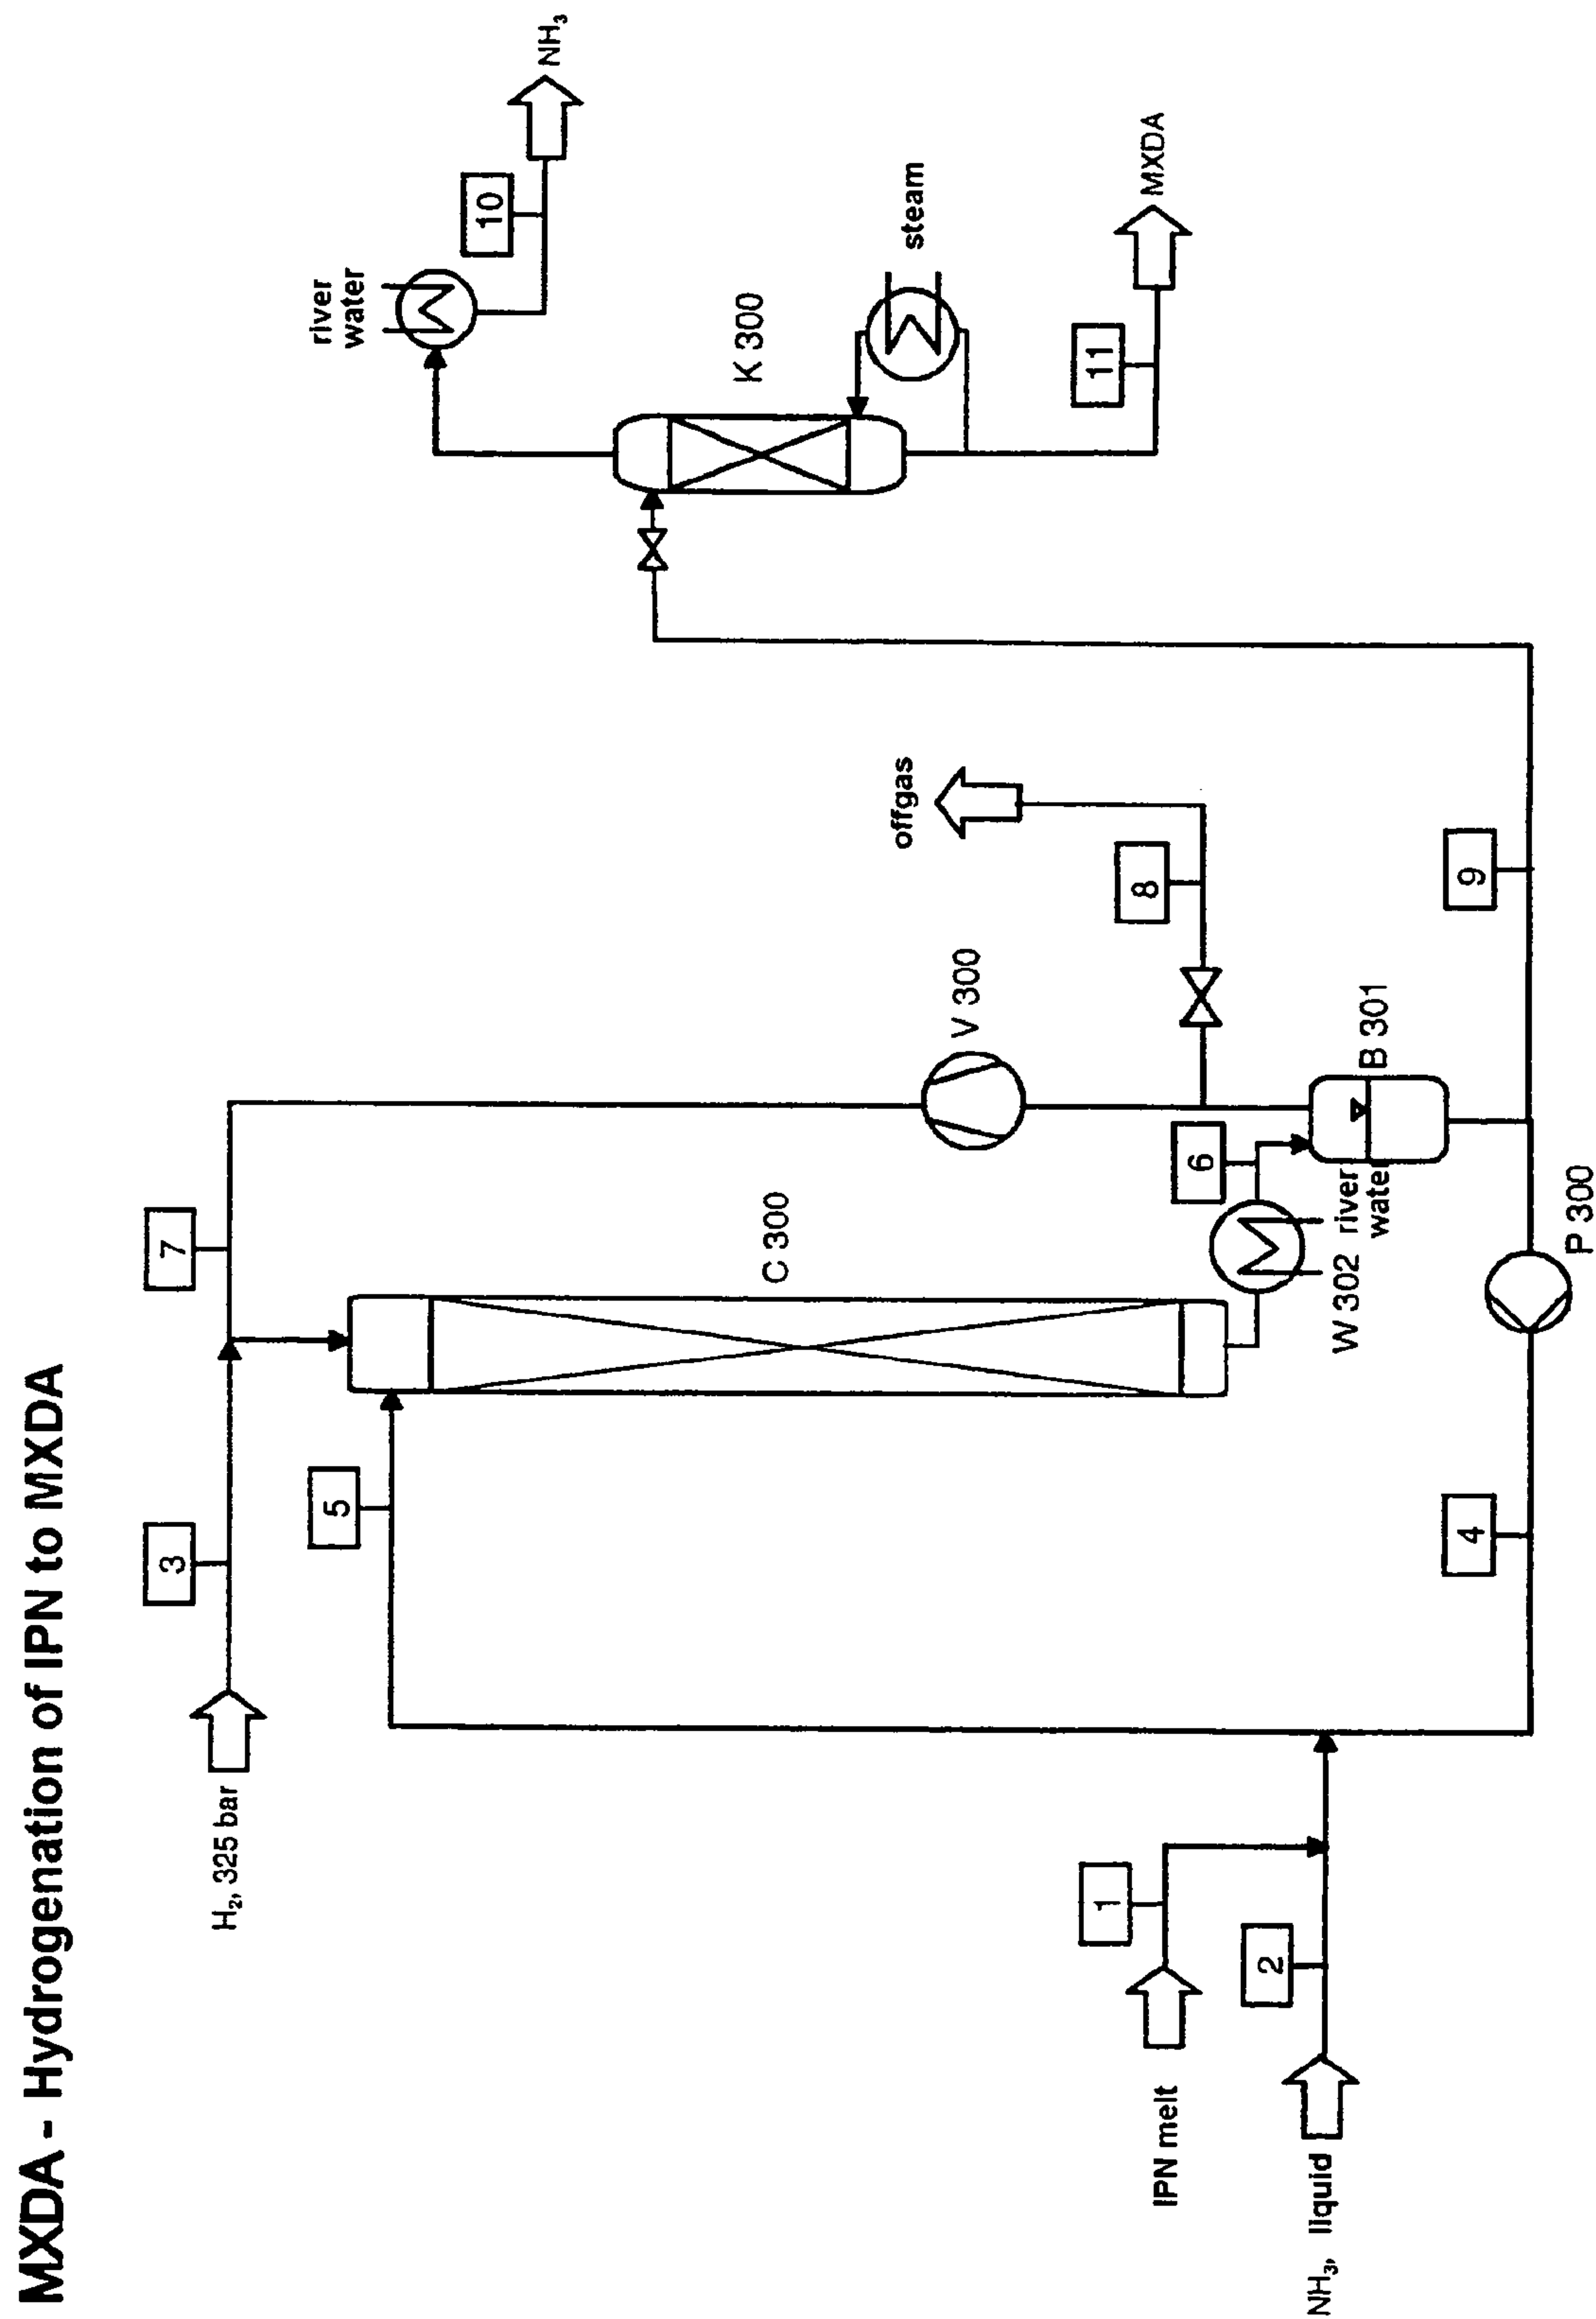 MXDA - Hydrogenation of IPN to MXDA
H₂, 325 bar
3
7
5
C 300
V 300
offgas
8
6
W 302
river
water
B 301
IPN melt
1
NH₃, liquid
2
4
P 300
9
river
water
10
NH₃
K 300
steam
11
MXDA